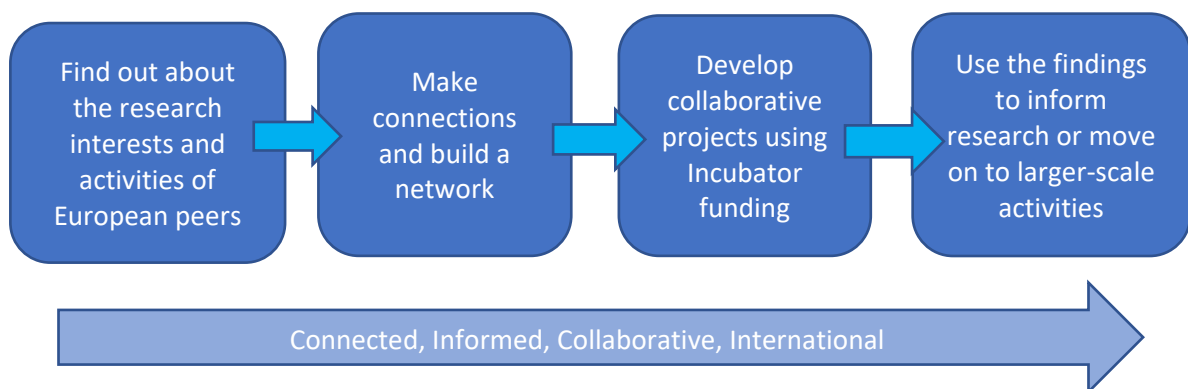 Find out about
the research
interests and
activities of
European peers
Make
connections
and build a
network
Develop
collaborative
projects using
Incubator
funding
Use the findings
to inform
research or move
on to larger-scale
activities
Connected, Informed, Collaborative, International